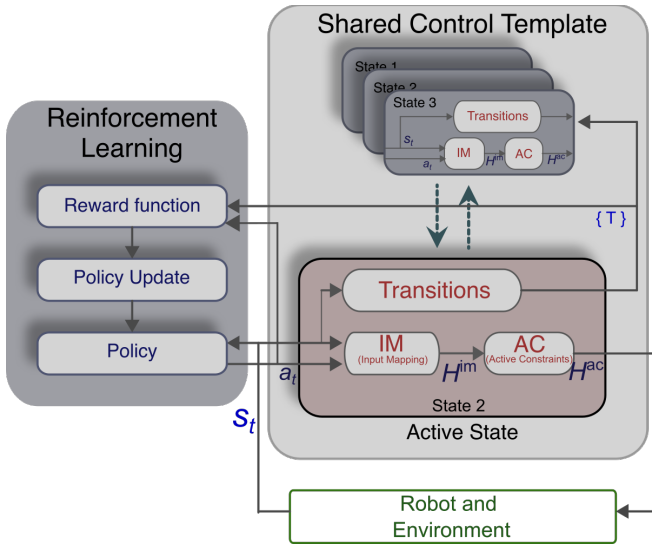 Shared Control Template
State 1
State 2
State 3
Transitions
s_t
a_t
IM
H^im
AC
H^ac
Reinforcement
Learning
Reward function
{ T }
Policy Update
Transitions
Policy
IM
(Input Mapping)
AC
(Active Constraints)
a_t
H^im
H^ac
State 2
s_t
Active State
Robot and
Environment